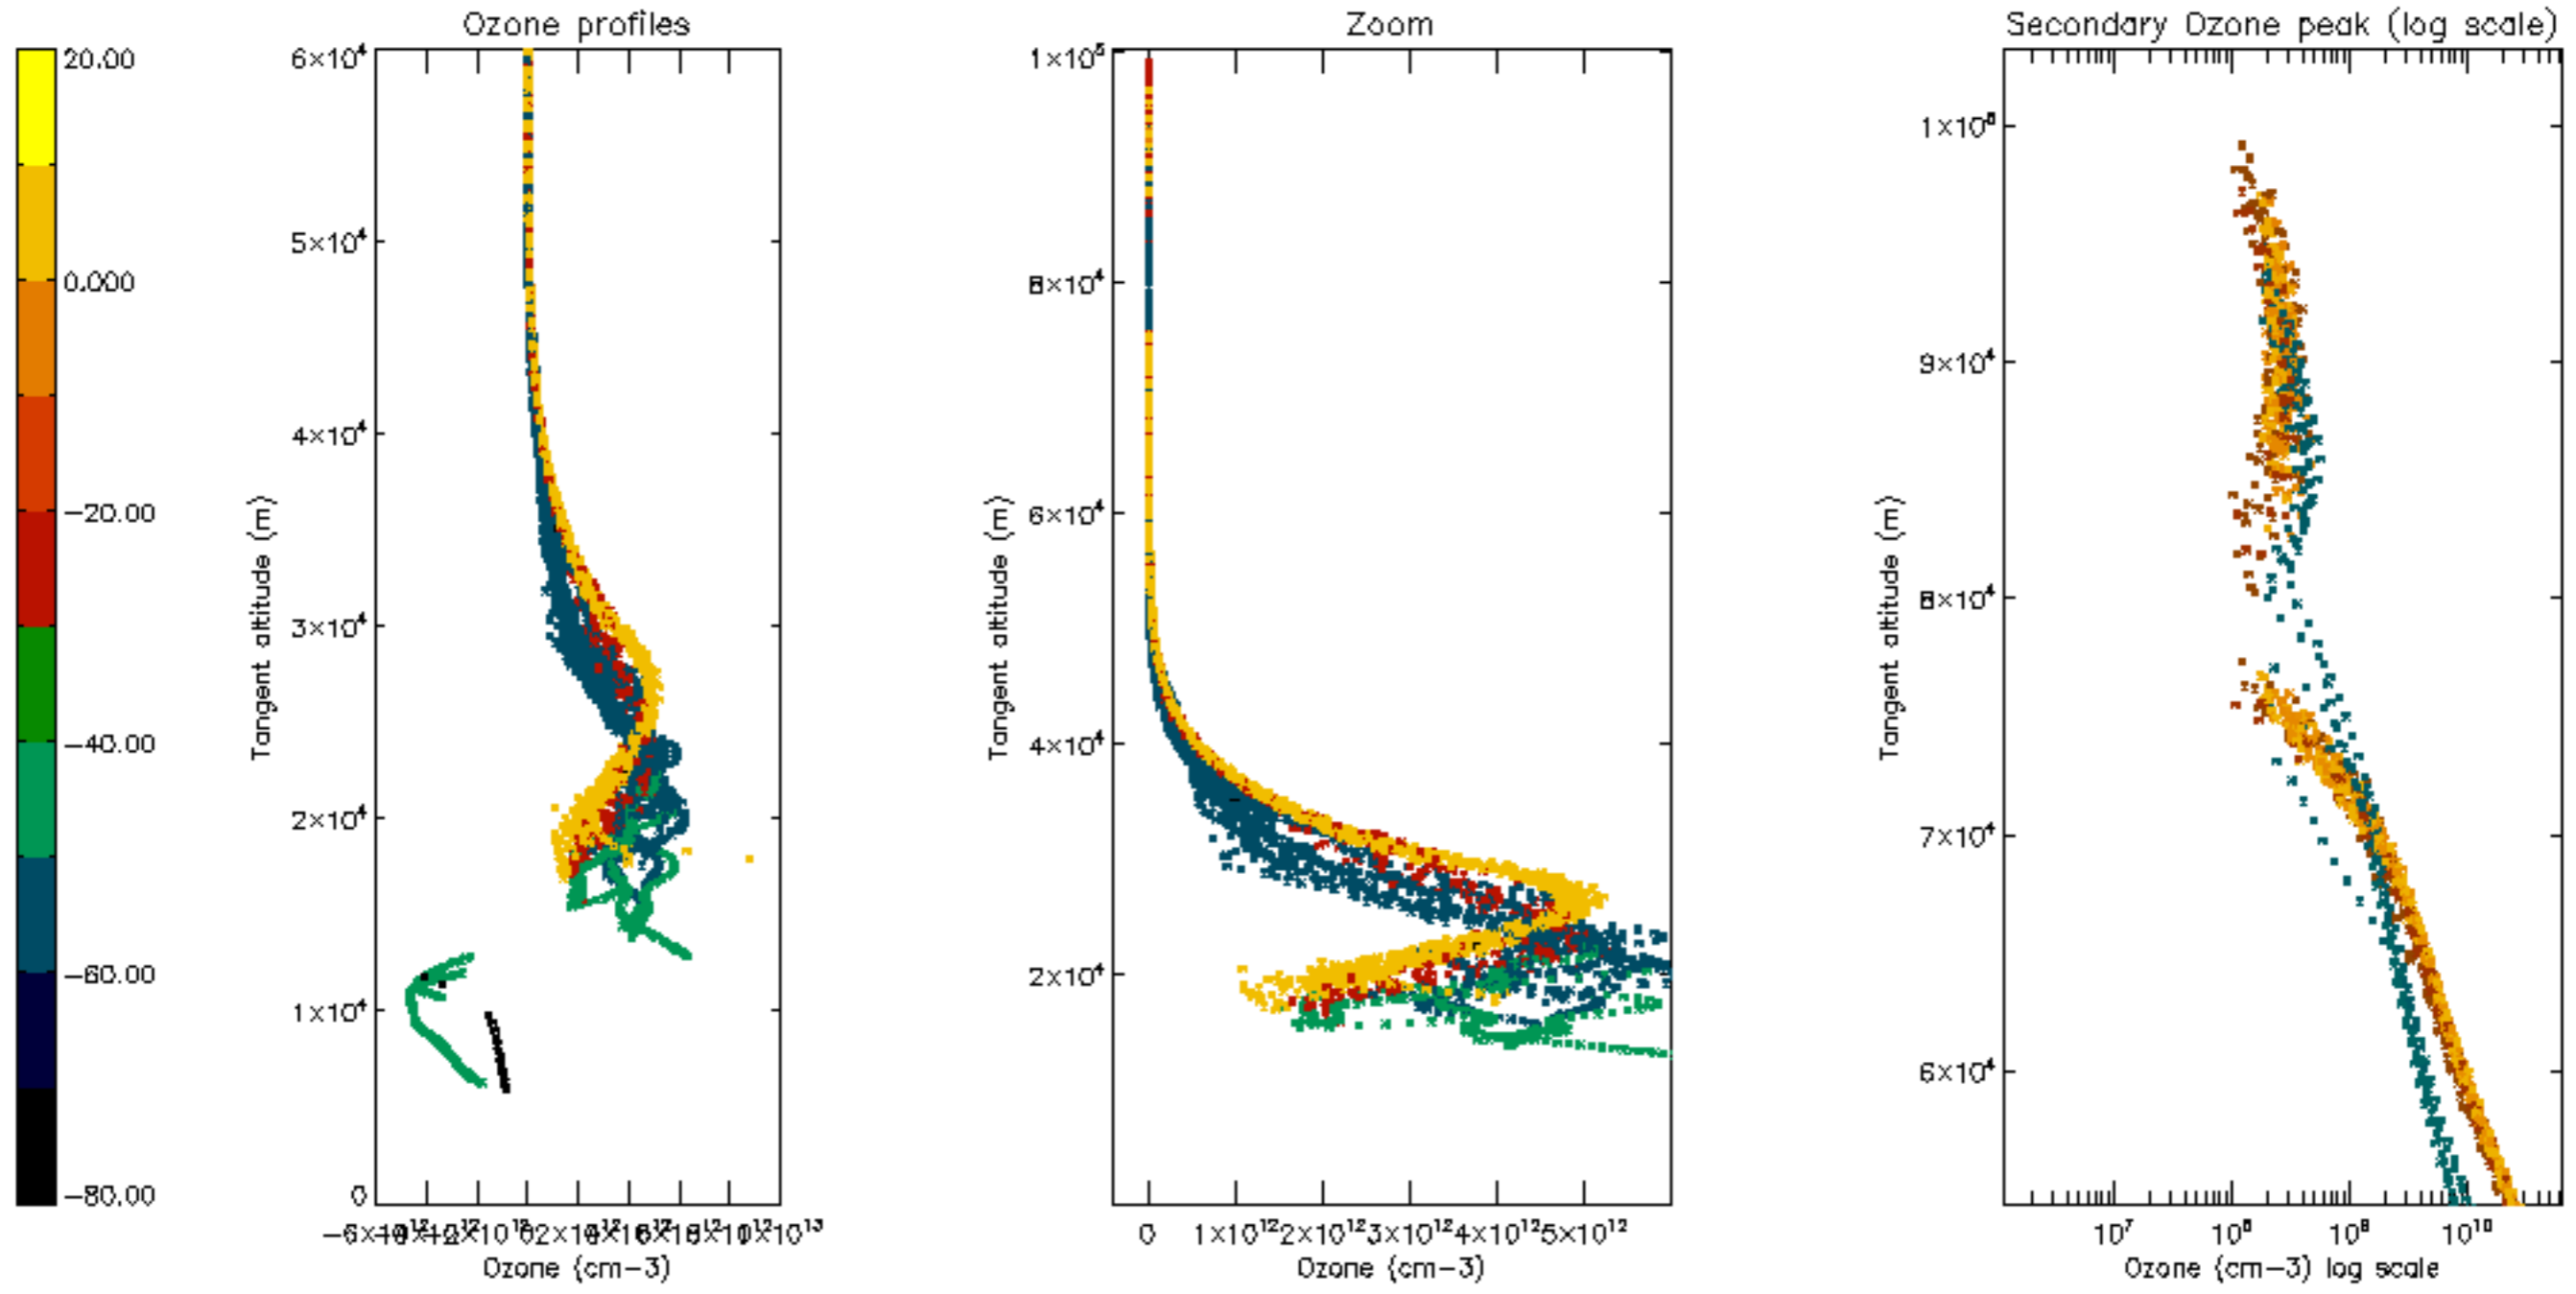 Ozone profiles
Zoom
Secondary Ozone peak (log scale)
20.00
0.000
−20.00
−40.00
−60.00
−80.00
Tangent altitude (m)
6×10⁴
5×10⁴
4×10⁴
3×10⁴
2×10⁴
1×10⁴
0
Ozone (cm−3)
Tangent altitude (m)
1×10⁵
8×10⁴
6×10⁴
4×10⁴
2×10⁴
0 1×10¹² 2×10¹² 3×10¹² 4×10¹² 5×10¹²
Ozone (cm−3)
Tangent altitude (m)
1×10⁵
9×10⁴
8×10⁴
7×10⁴
6×10⁴
10⁷ 10⁸ 10⁹ 10¹⁰
Ozone (cm−3) log scale